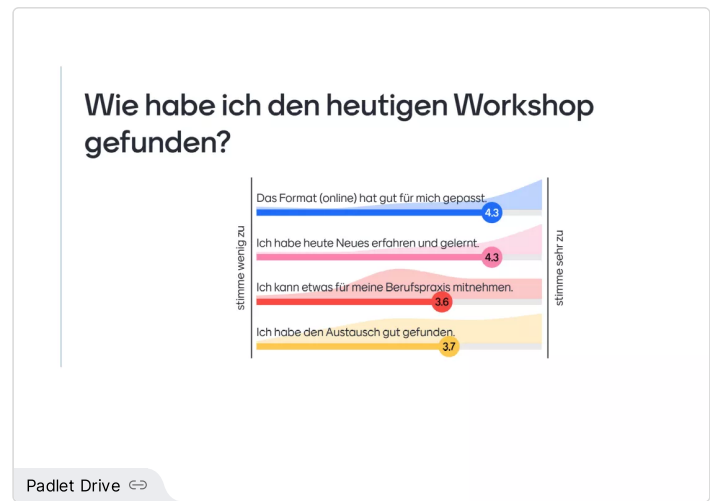 Wie habe ich den heutigen Workshop
gefunden?
stimme wenig zu
Das Format (online) hat gut für mich gepasst.
4.3
Ich habe heute Neues erfahren und gelernt.
4.3
Ich kann etwas für meine Berufspraxis mitnehmen.
3.6
Ich habe den Austausch gut gefunden.
3.7
stimme sehr zu
Padlet Drive